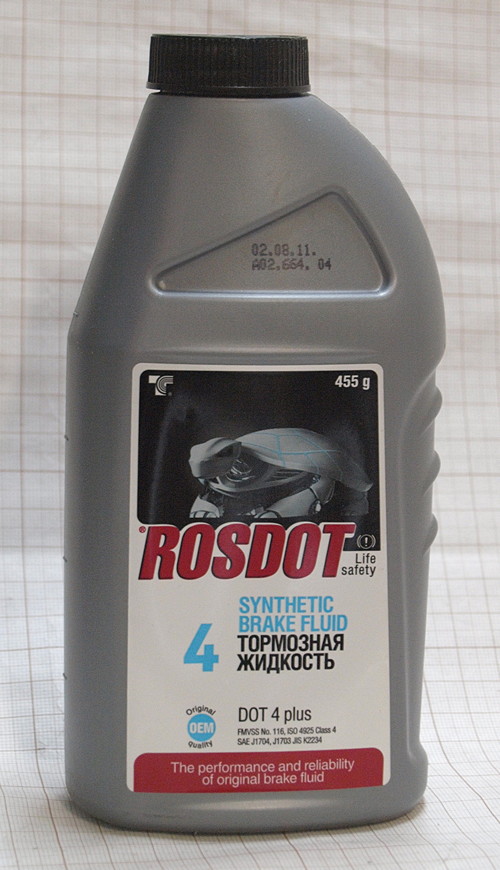 02.08.11.
A02.664. 04
455 g
®
ROSDOT
Life
safety
SYNTHETIC
BRAKE FLUID
4
ТОРМОЗНАЯ
ЖИДКОСТЬ
Original
OEM
quality
DOT 4 plus
FMVSS No. 116, ISO 4925 Class 4
SAE J1704, J1703 JIS K2234
The performance and reliability
of original brake fluid